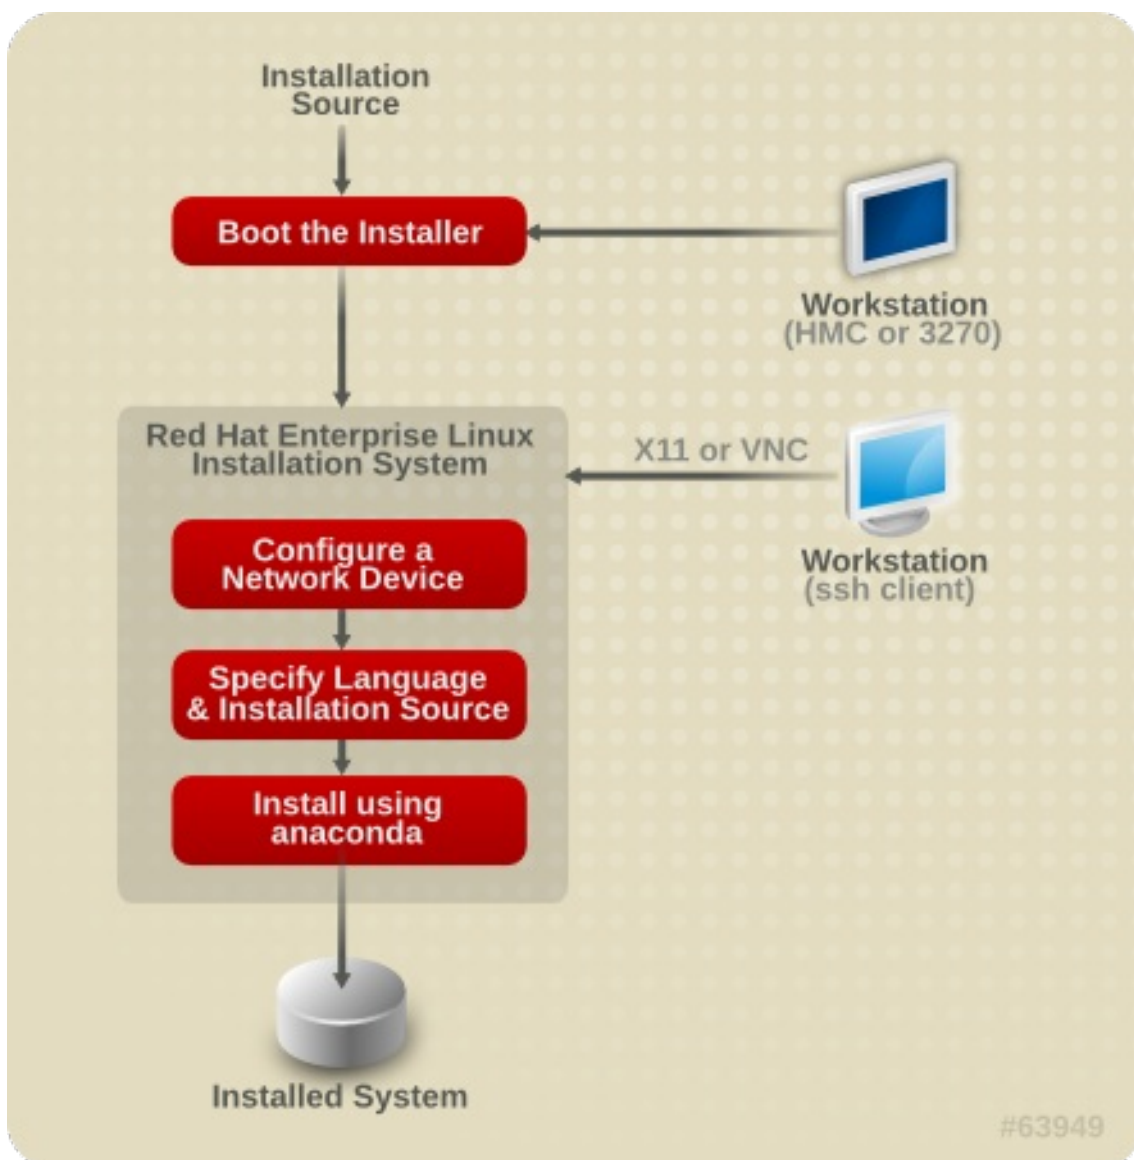 Installation
Source
Boot the Installer
Workstation
(HMC or 3270)
Red Hat Enterprise Linux
Installation System
X11 or VNC
Workstation
(ssh client)
Configure a
Network Device
Specify Language
& Installation Source
Install using
anaconda
Installed System
#63949